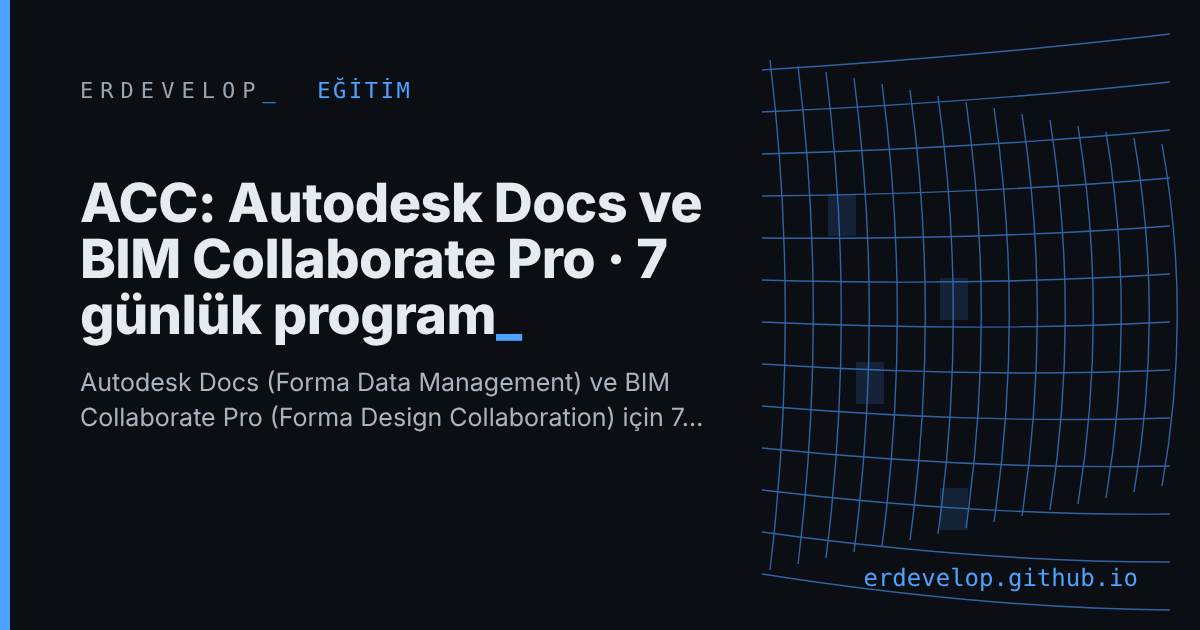 ERDEVELOP_ EĞİTİM
ACC: Autodesk Docs ve
BIM Collaborate Pro · 7
günlük program_
Autodesk Docs (Forma Data Management) ve BIM
Collaborate Pro (Forma Design Collaboration) için 7...
erdevelop.github.io